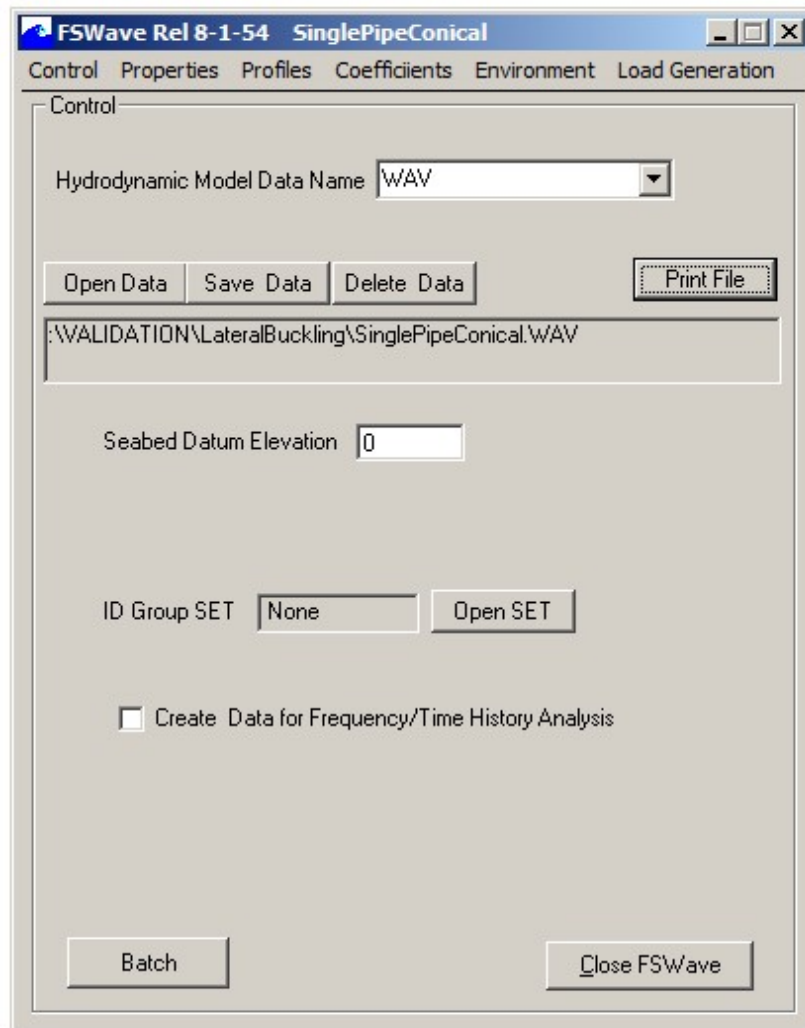 FSWave Rel 8-1-54 SinglePipeConical
Control Properties Profiles Coefficiients Environment Load Generation
Control
Hydrodynamic Model Data Name WAV
Open Data Save Data Delete Data Print File
:\VALIDATION\LateralBuckling\SinglePipeConical.WAV
Seabed Datum Elevation 0
ID Group SET None Open SET
Create Data for Frequency/Time History Analysis
Batch Close FSWave